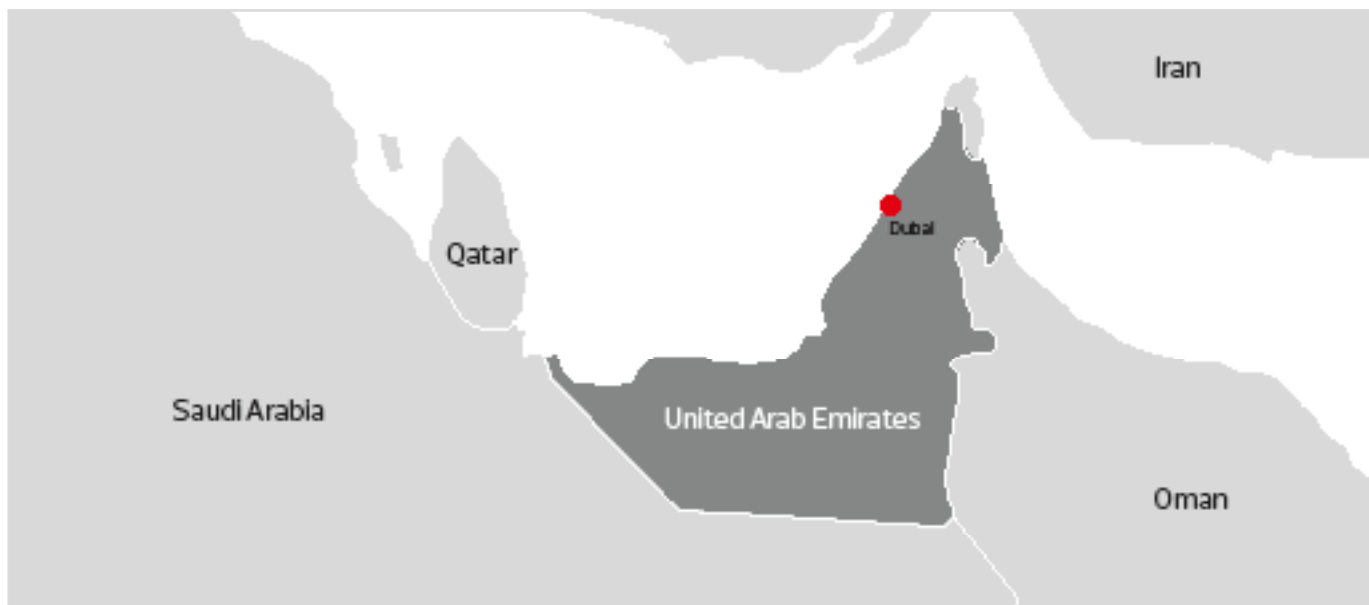 Iran
Dubai
Qatar
Saudi Arabia
United Arab Emirates
Oman